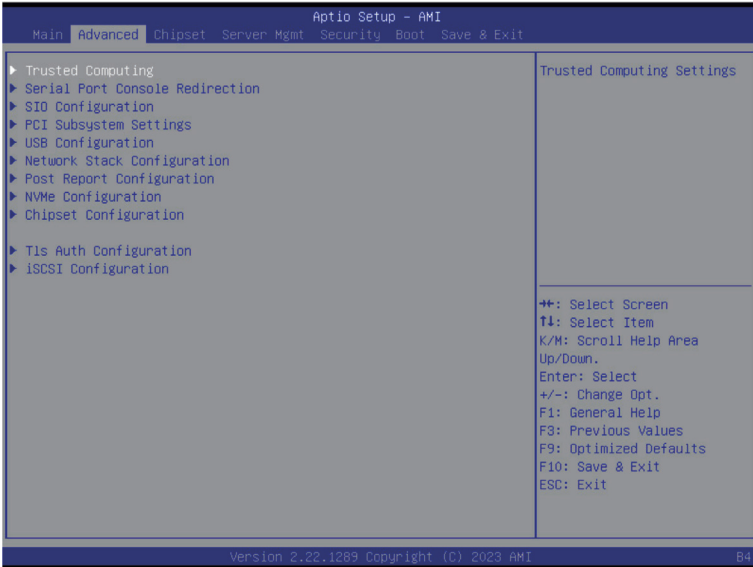 Aptio Setup – AMI
Main Advanced Chipset Server Mgmt Security Boot Save & Exit
Trusted Computing
Serial Port Console Redirection
SIO Configuration
PCI Subsystem Settings
USB Configuration
Network Stack Configuration
Post Report Configuration
NVMe Configuration
Chipset Configuration
Tls Auth Configuration
iSCSI Configuration
Trusted Computing Settings
→←: Select Screen
↑↓: Select Item
K/M: Scroll Help Area
Up/Down.
Enter: Select
+/-: Change Opt.
F1: General Help
F3: Previous Values
F9: Optimized Defaults
F10: Save & Exit
ESC: Exit
Version 2.22.1289 Copyright (C) 2023 AMI
B4